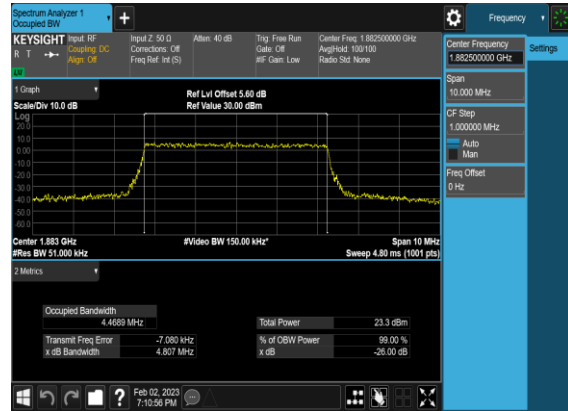 Spectrum Analyzer 1
Occupied BW
+
Frequency
KEYSIGHT
R T
LV
Input: RF
Coupling: DC
Align: Off
Input Z: 50 Ω
Corrections: Off
Freq Ref: Int (S)
Atten: 40 dB
Trig: Free Run
Gate: Off
#IF Gain: Low
Center Freq: 1.882500000 GHz
Avg|Hold: 100/100
Radio Std: None
1 Graph
Scale/Div 10.0 dB
Ref Lvl Offset 5.60 dB
Ref Value 30.00 dBm
Log
20.0
10.0
0.00
-10.0
-20.0
-30.0
-40.0
-50.0
-60.0
Center 1.883 GHz
#Res BW 51.000 kHz
#Video BW 150.00 kHz*
Span 10 MHz
Sweep 4.80 ms (1001 pts)
2 Metrics
Occupied Bandwidth
4.4689 MHz
Transmit Freq Error -7.080 kHz
x dB Bandwidth 4.807 MHz
Total Power 23.3 dBm
% of OBW Power 99.00 %
x dB -26.00 dB
Feb 02, 2023
7:10:56 PM
?
Center Frequency
1.882500000 GHz
Span
10.000 MHz
CF Step
1.000000 MHz
Auto
Man
Freq Offset
0 Hz
Settings